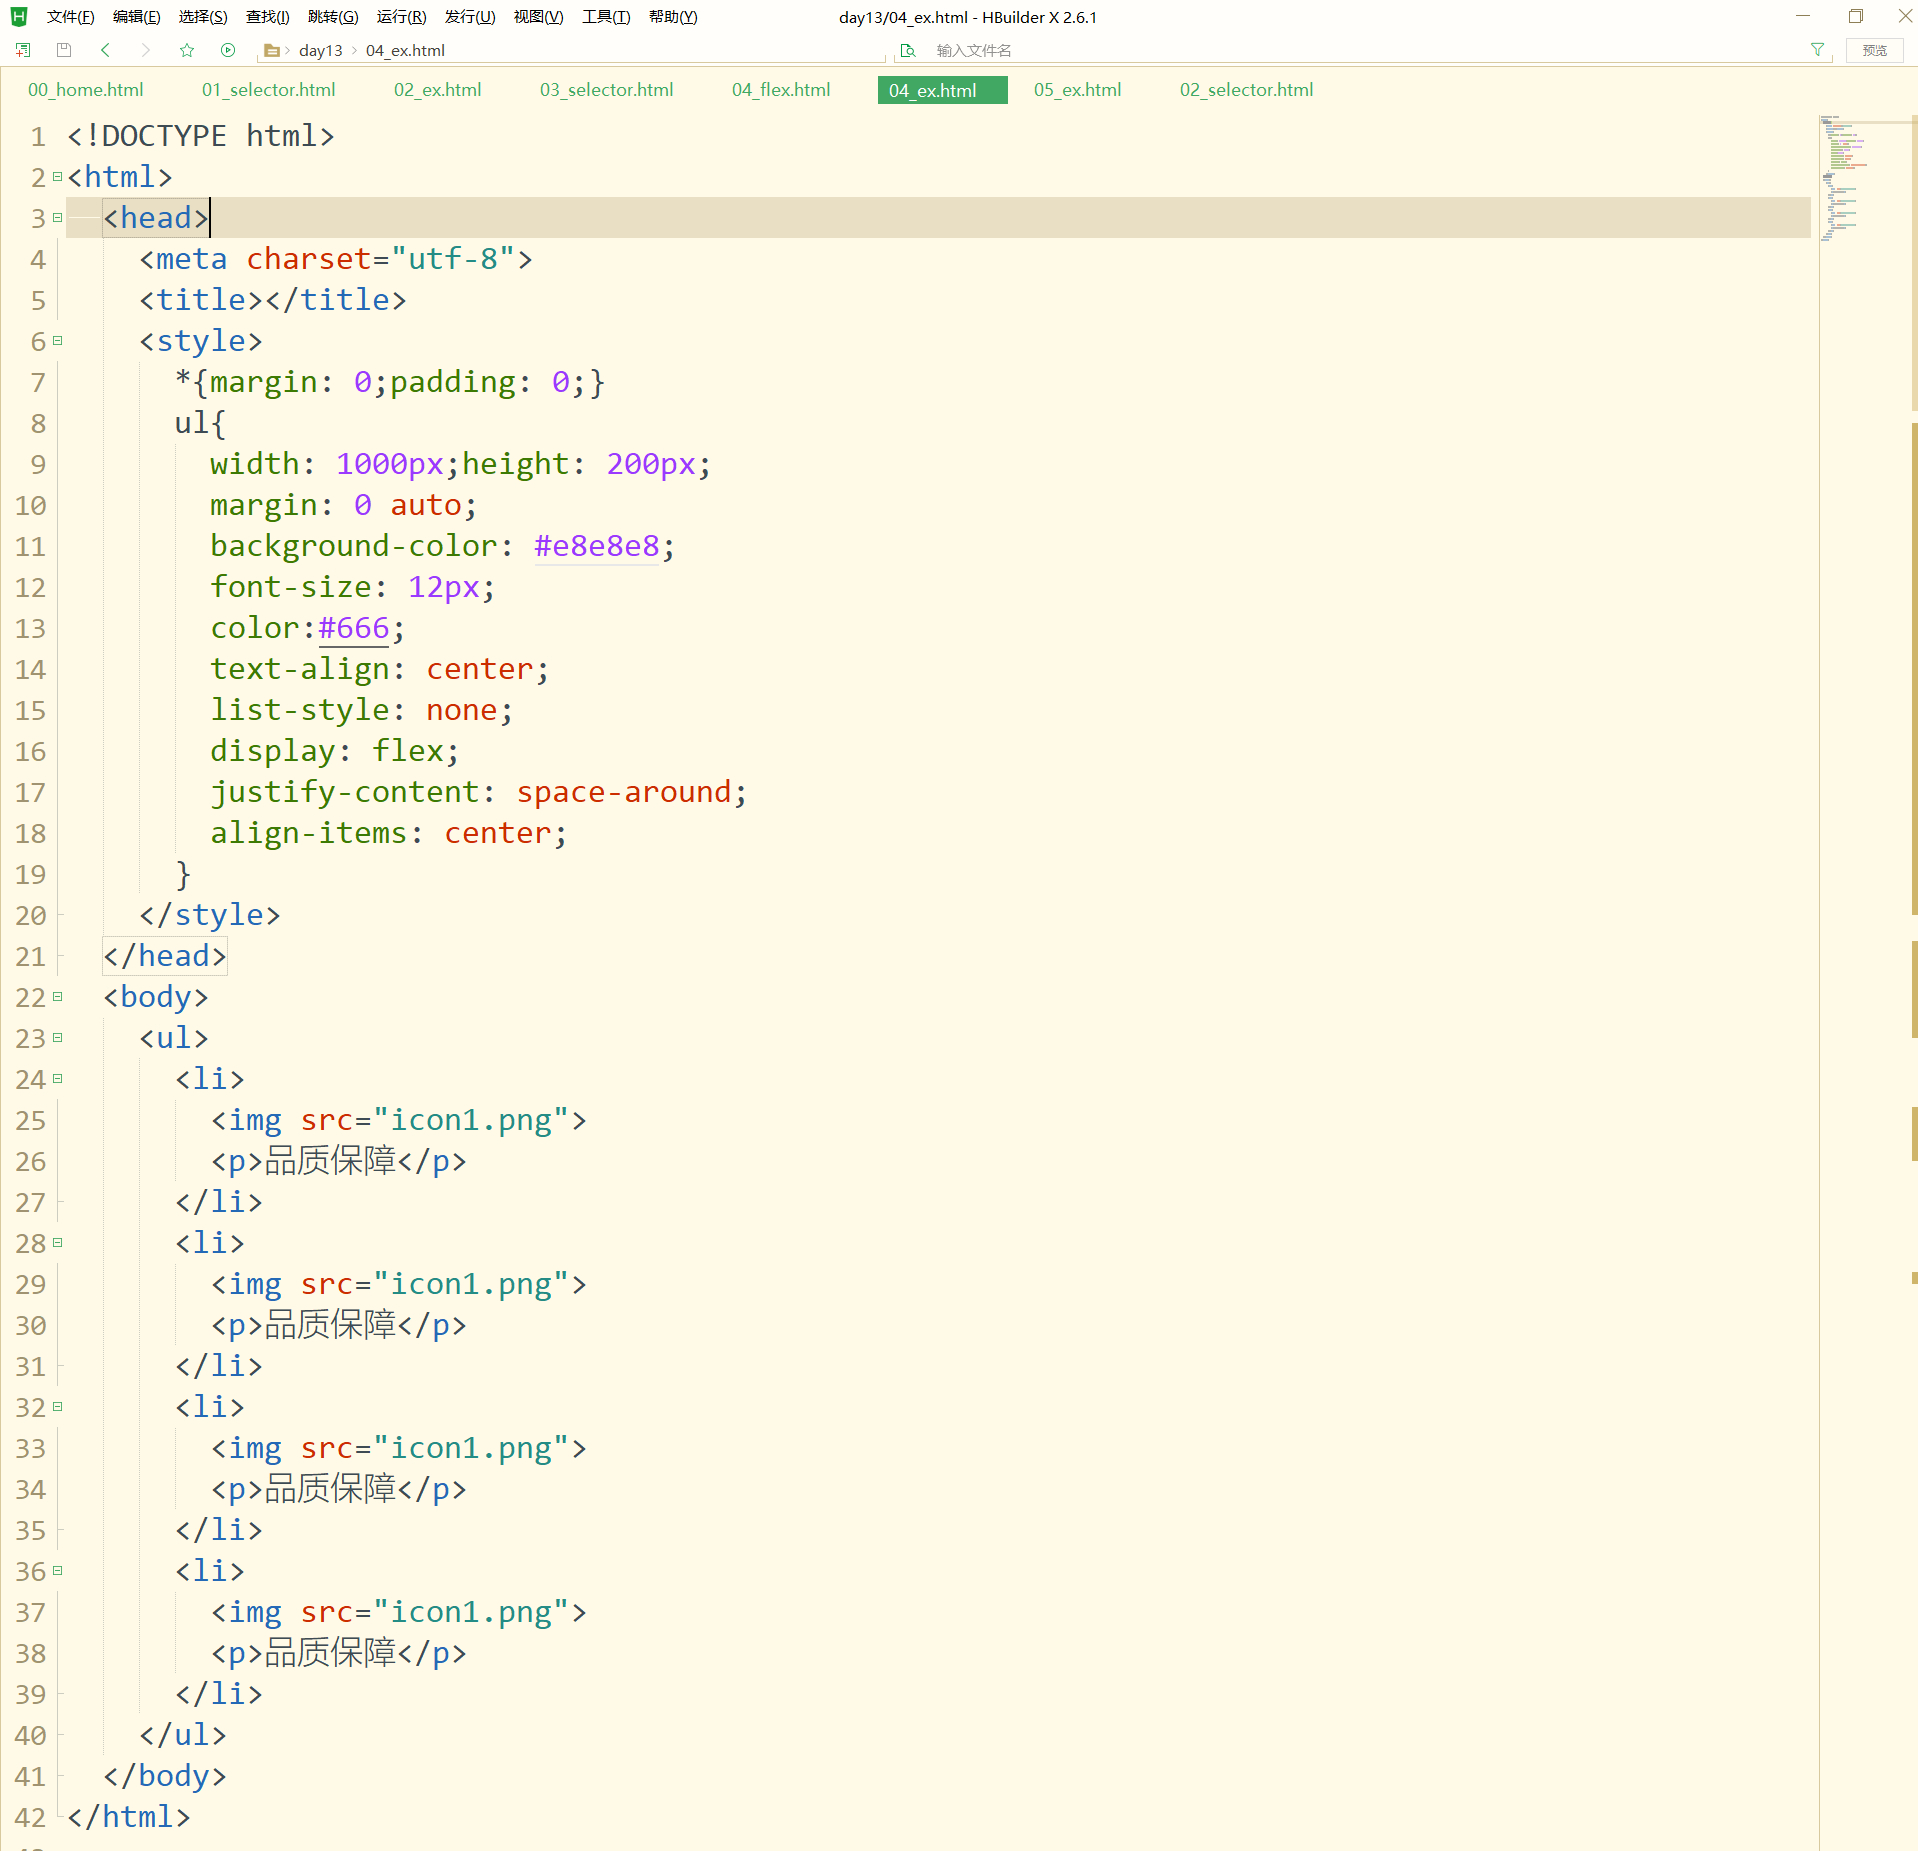 文件(F) 编辑(E) 选择(S) 查找(I) 跳转(G) 运行(R) 发行(U) 视图(V) 工具(T) 帮助(Y) day13/04_ex.html - HBuilder X 2.6.1
day13 04_ex.html 输入文件名 预览
00_home.html 01_selector.html 02_ex.html 03_selector.html 04_flex.html 04_ex.html 05_ex.html 02_selector.html
1 <!DOCTYPE html>
2 <html>
3 <head>
4 <meta charset="utf-8">
5 <title></title>
6 <style>
7 *{margin: 0;padding: 0;}
8 ul{
9 width: 1000px;height: 200px;
10 margin: 0 auto;
11 background-color: #e8e8e8;
12 font-size: 12px;
13 color:#666;
14 text-align: center;
15 list-style: none;
16 display: flex;
17 justify-content: space-around;
18 align-items: center;
19 }
20 </style>
21 </head>
22 <body>
23 <ul>
24 <li>
25 <img src="icon1.png">
26 <p>品质保障</p>
27 </li>
28 <li>
29 <img src="icon1.png">
30 <p>品质保障</p>
31 </li>
32 <li>
33 <img src="icon1.png">
34 <p>品质保障</p>
35 </li>
36 <li>
37 <img src="icon1.png">
38 <p>品质保障</p>
39 </li>
40 </ul>
41 </body>
42 </html>